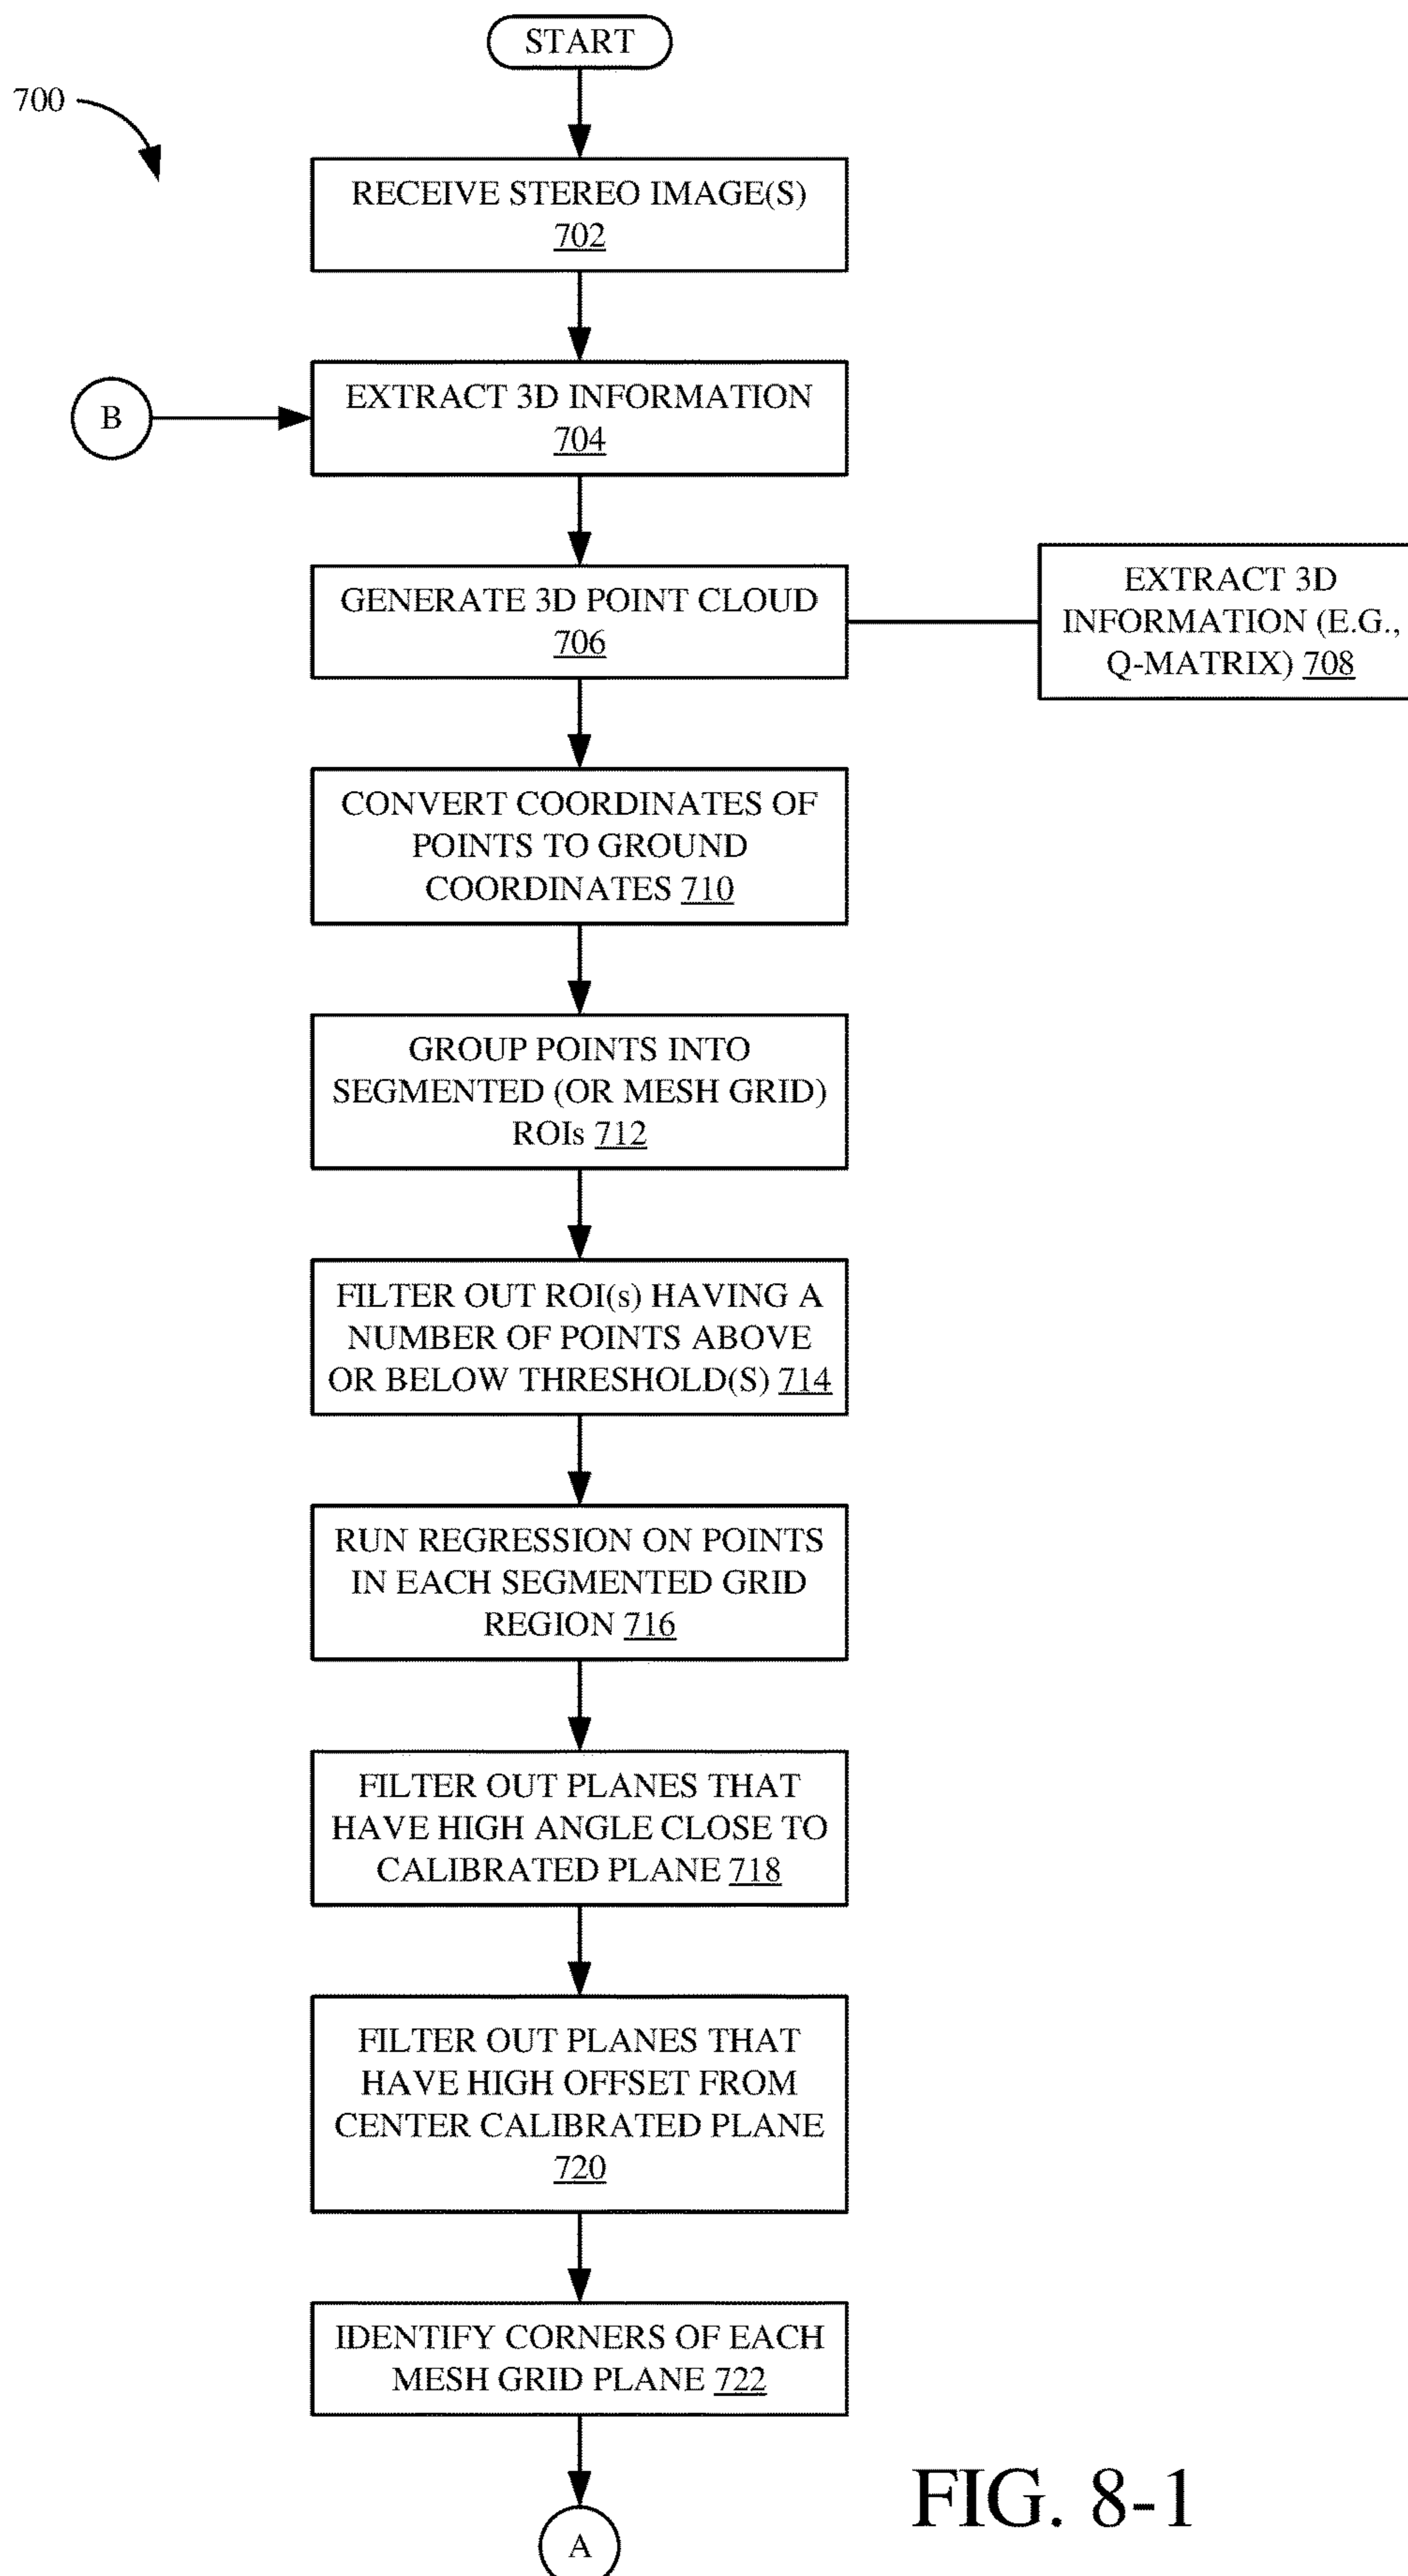 START
700
RECEIVE STEREO IMAGE(S)
702
B
EXTRACT 3D INFORMATION
704
GENERATE 3D POINT CLOUD
706
EXTRACT 3D
INFORMATION (E.G.,
Q-MATRIX) 708
CONVERT COORDINATES OF
POINTS TO GROUND
COORDINATES 710
GROUP POINTS INTO
SEGMENTED (OR MESH GRID)
ROIs 712
FILTER OUT ROI(s) HAVING A
NUMBER OF POINTS ABOVE
OR BELOW THRESHOLD(S) 714
RUN REGRESSION ON POINTS
IN EACH SEGMENTED GRID
REGION 716
FILTER OUT PLANES THAT
HAVE HIGH ANGLE CLOSE TO
CALIBRATED PLANE 718
FILTER OUT PLANES THAT
HAVE HIGH OFFSET FROM
CENTER CALIBRATED PLANE
720
IDENTIFY CORNERS OF EACH
MESH GRID PLANE 722
A
FIG. 8-1